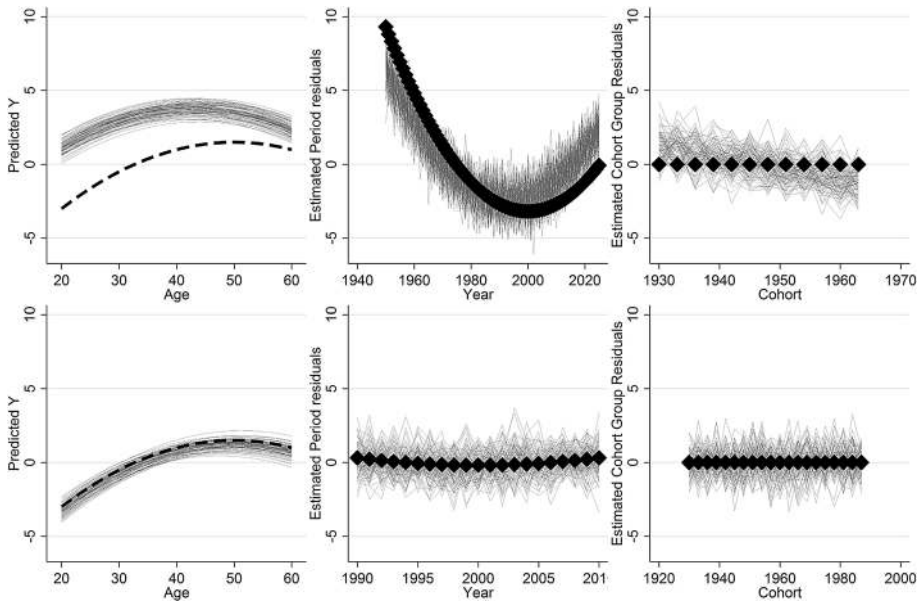 Predicted Y
10
5
0
-5
20 30 40 50 60
Age
Estimated Period residuals
10
5
0
-5
1940 1960 1980 2000 2020
Year
Estimated Cohort Group Residuals
10
5
0
-5
1930 1940 1950 1960 1970
Cohort
Predicted Y
10
5
0
-5
20 30 40 50 60
Age
Estimated Period residuals
10
5
0
-5
1990 1995 2000 2005 201
Year
Estimated Cohort Group Residuals
10
5
0
-5
1920 1940 1960 1980 2000
Cohort